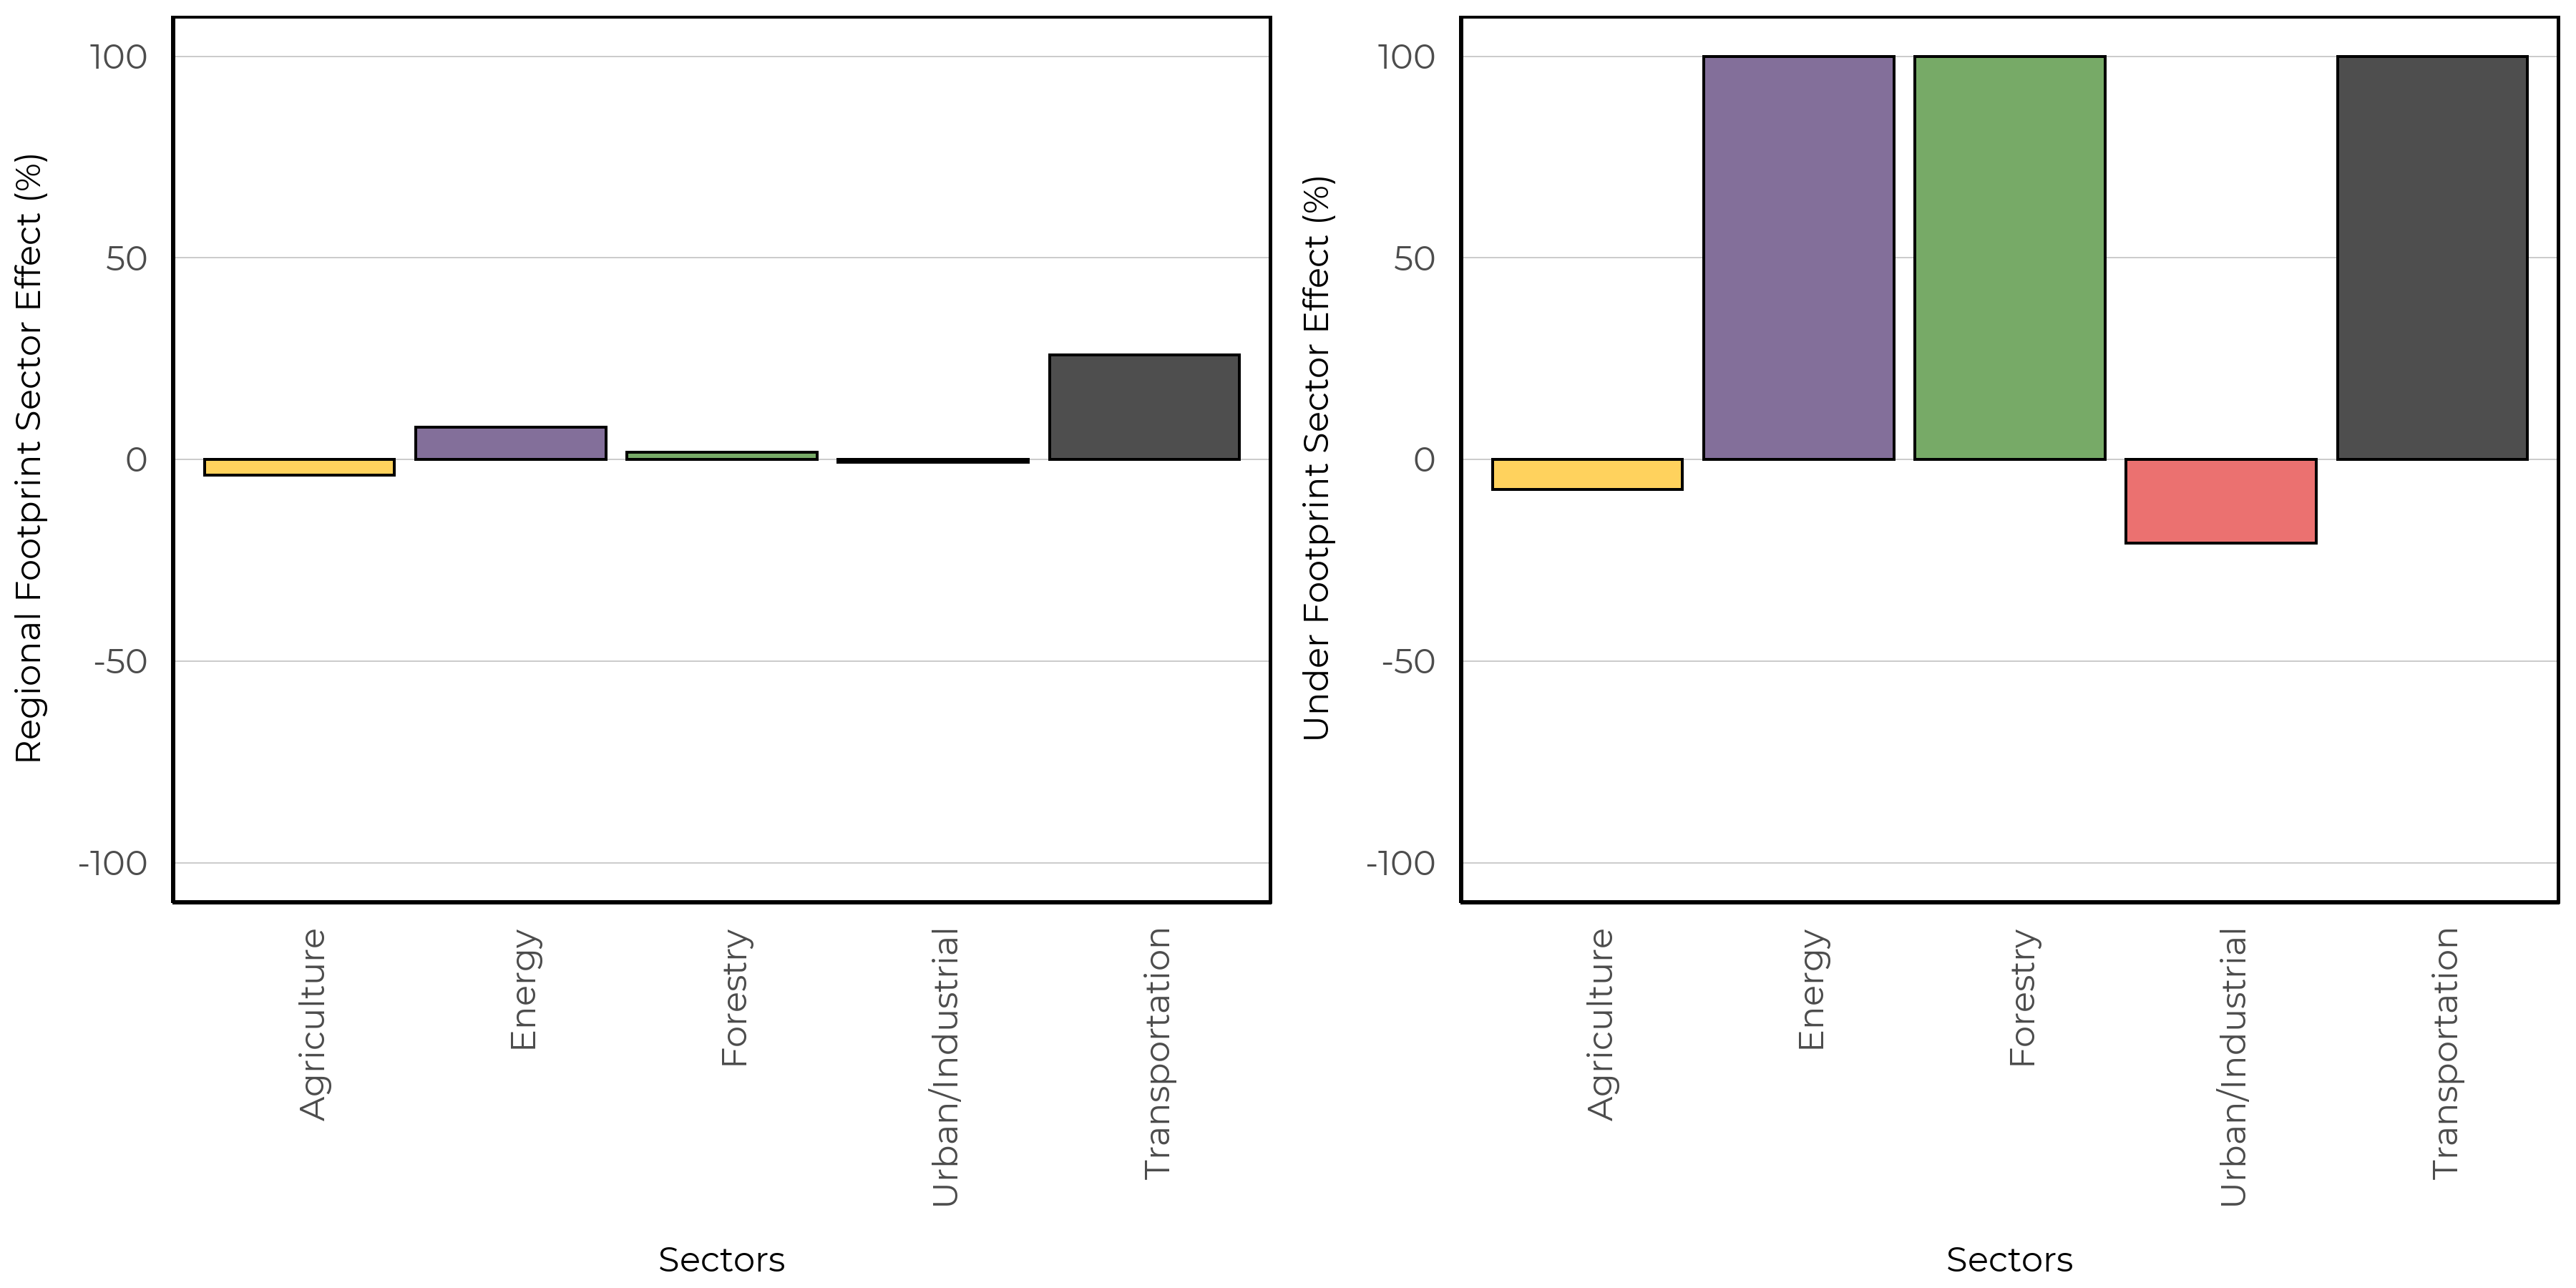 Regional Footprint Sector Effect (%)
100
50
0
-50
-100
Agriculture
Energy
Forestry
Urban/Industrial
Transportation
Sectors
Under Footprint Sector Effect (%)
100
50
0
-50
-100
Agriculture
Energy
Forestry
Urban/Industrial
Transportation
Sectors